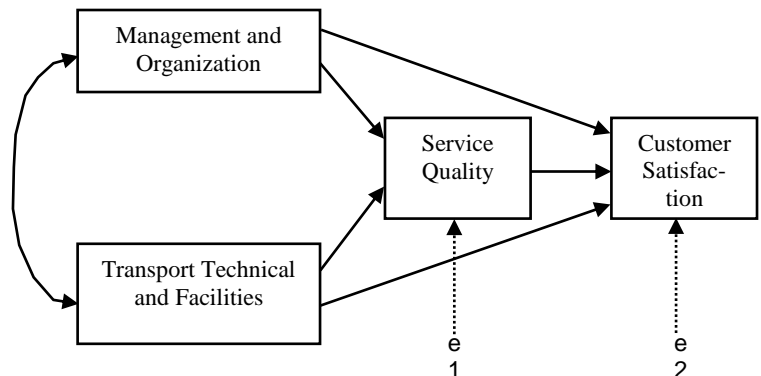 Management and
Organization
Service
Quality
Customer
Satisfac-
tion
Transport Technical
and Facilities
e
1
e
2